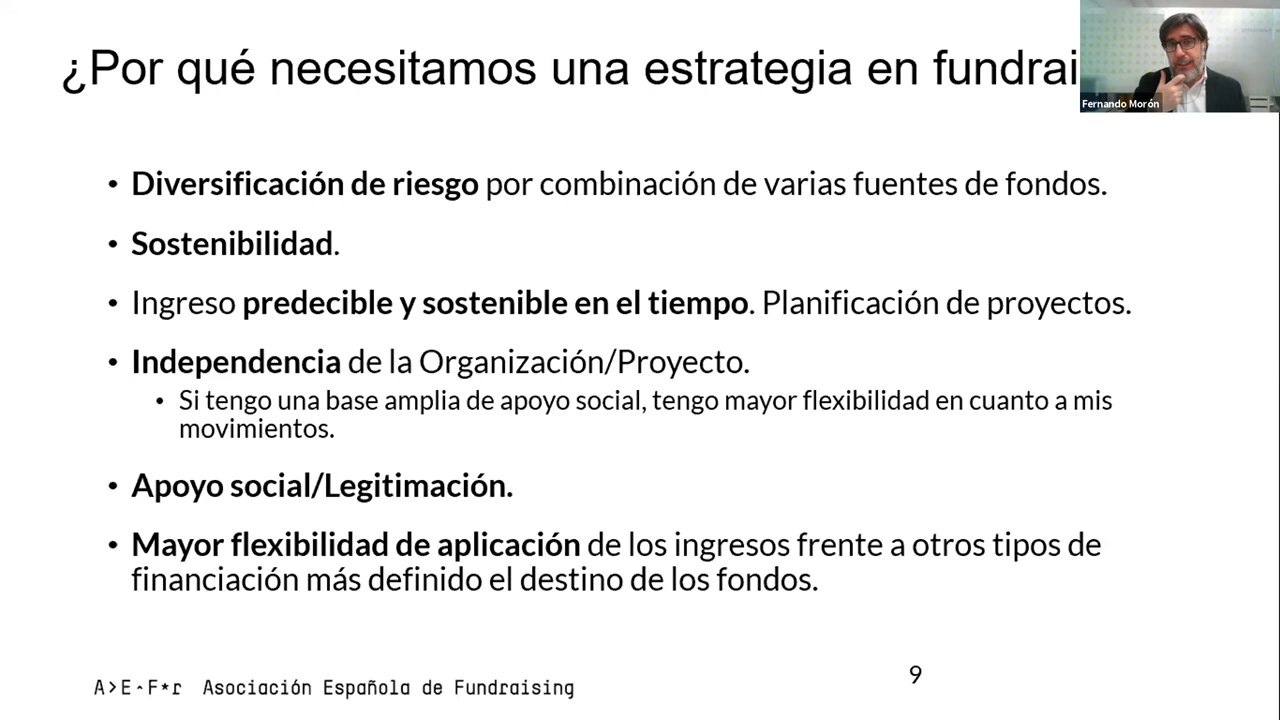 ¿Por qué necesitamos una estrategia en fundrai
Fernando Morón
• Diversificación de riesgo por combinación de varias fuentes de fondos.
• Sostenibilidad.
• Ingreso predecible y sostenible en el tiempo. Planificación de proyectos.
• Independencia de la Organización/Proyecto.
• Si tengo una base amplia de apoyo social, tengo mayor flexibilidad en cuanto a mis
movimientos.
• Apoyo social/Legitimación.
• Mayor flexibilidad de aplicación de los ingresos frente a otros tipos de
financiación más definido el destino de los fondos.
A>E-F*r Asociación Española de Fundraising
9